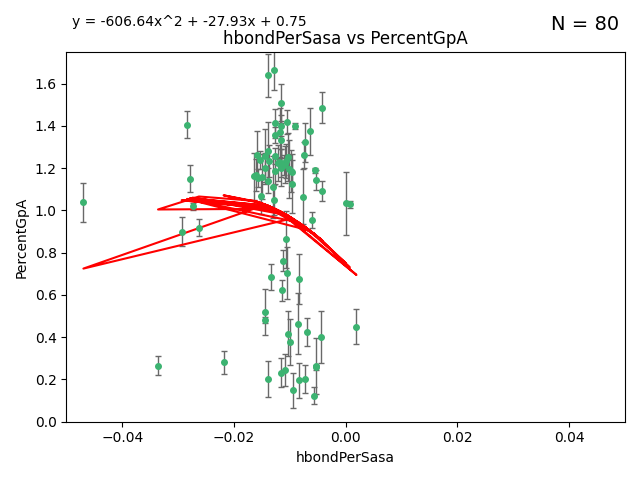 y = -606.64x^2 + -27.93x + 0.75
N = 80
hbondPerSasa vs PercentGpA
1.6
1.4
1.2
1.0
0.8
0.6
0.4
0.2
0.0
PercentGpA
−0.04
−0.02
0.00
0.02
0.04
hbondPerSasa